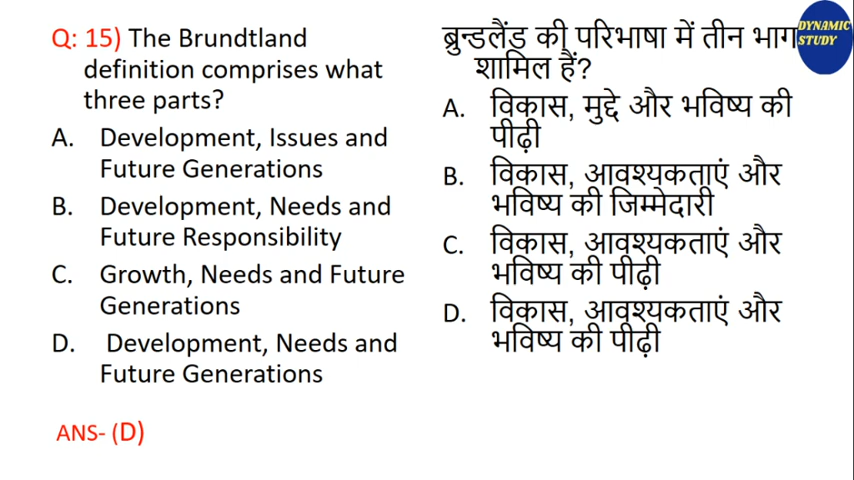 Q: 15) The Brundtland
definition comprises what
three parts?
A. Development, Issues and
Future Generations
B. Development, Needs and
Future Responsibility
C. Growth, Needs and Future
Generations
D. Development, Needs and
Future Generations
ANS- (D)
ब्रुन्डलैंड की परिभाषा में तीन भाग
शामिल हैं?
A. विकास, मुद्दे और भविष्य की
पीढ़ी
B. विकास, आवश्यकताएं और
भविष्य की जिम्मेदारी
C. विकास, आवश्यकताएं और
भविष्य की पीढ़ी
D. विकास, आवश्यकताएं और
भविष्य की पीढ़ी
DYNAMIC
STUDY